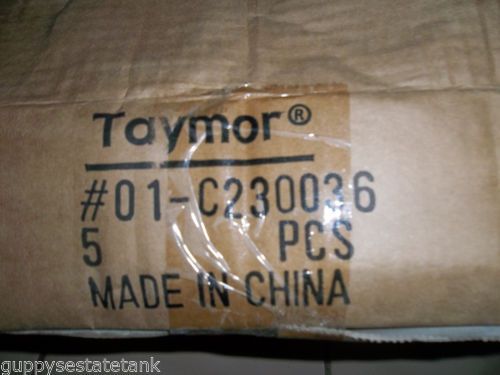 Taymor®
#01-C230036
5 PCS
MADE IN CHINA
guppysestatetank